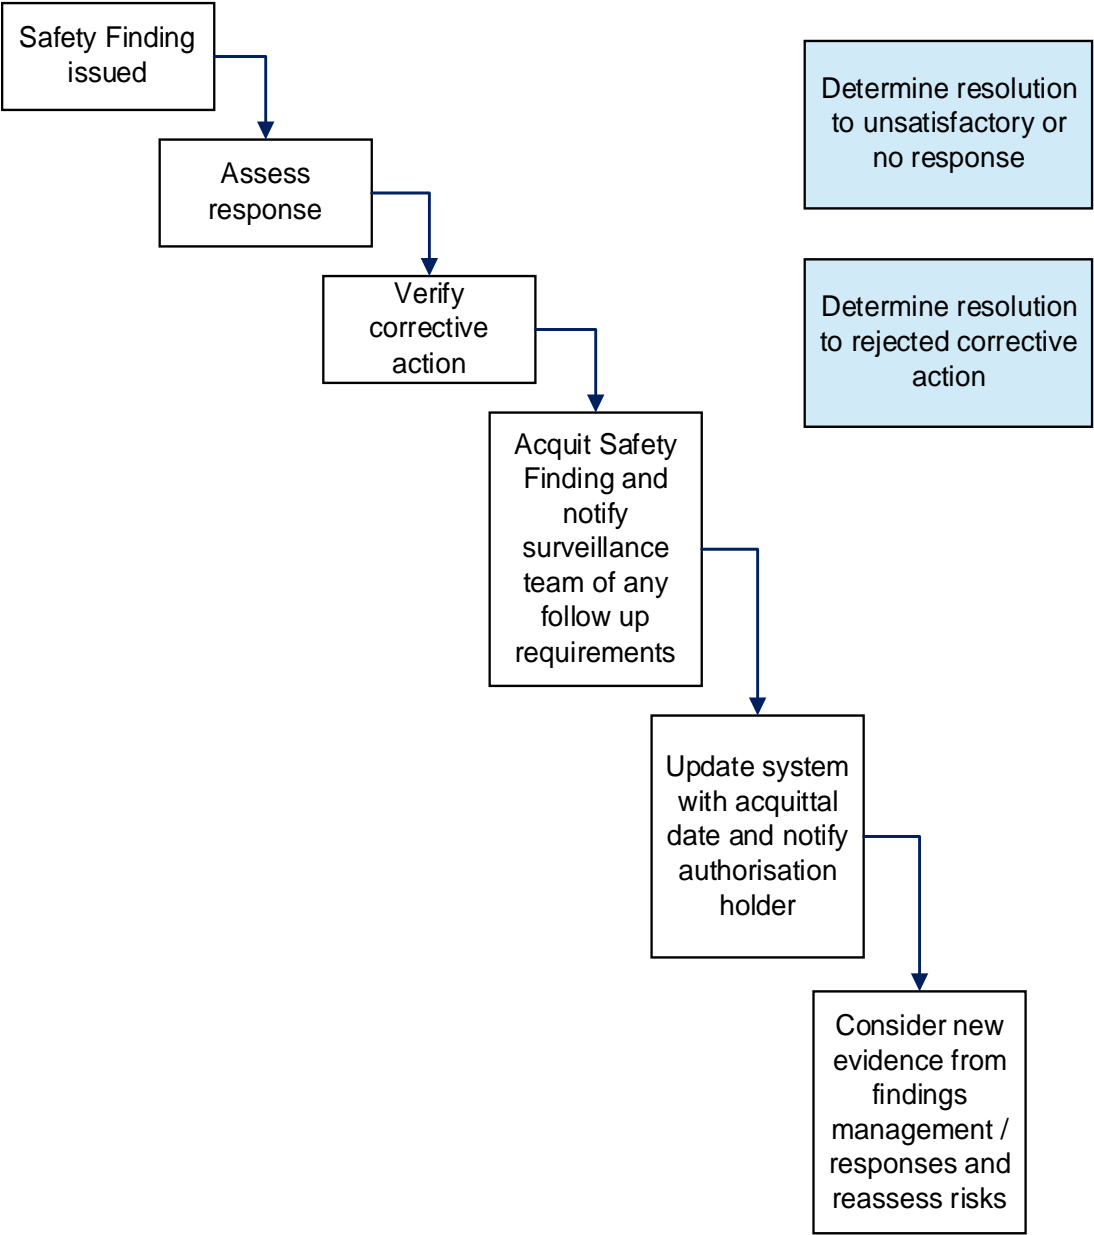 Safety Finding
issued
Assess
response
Verify
corrective
action
Acquit Safety
Finding and
notify
surveillance
team of any
follow up
requirements
Update system
with acquittal
date and notify
authorisation
holder
Consider new
evidence from
findings
management /
responses and
reassess risks
Determine resolution
to unsatisfactory or
no response
Determine resolution
to rejected corrective
action